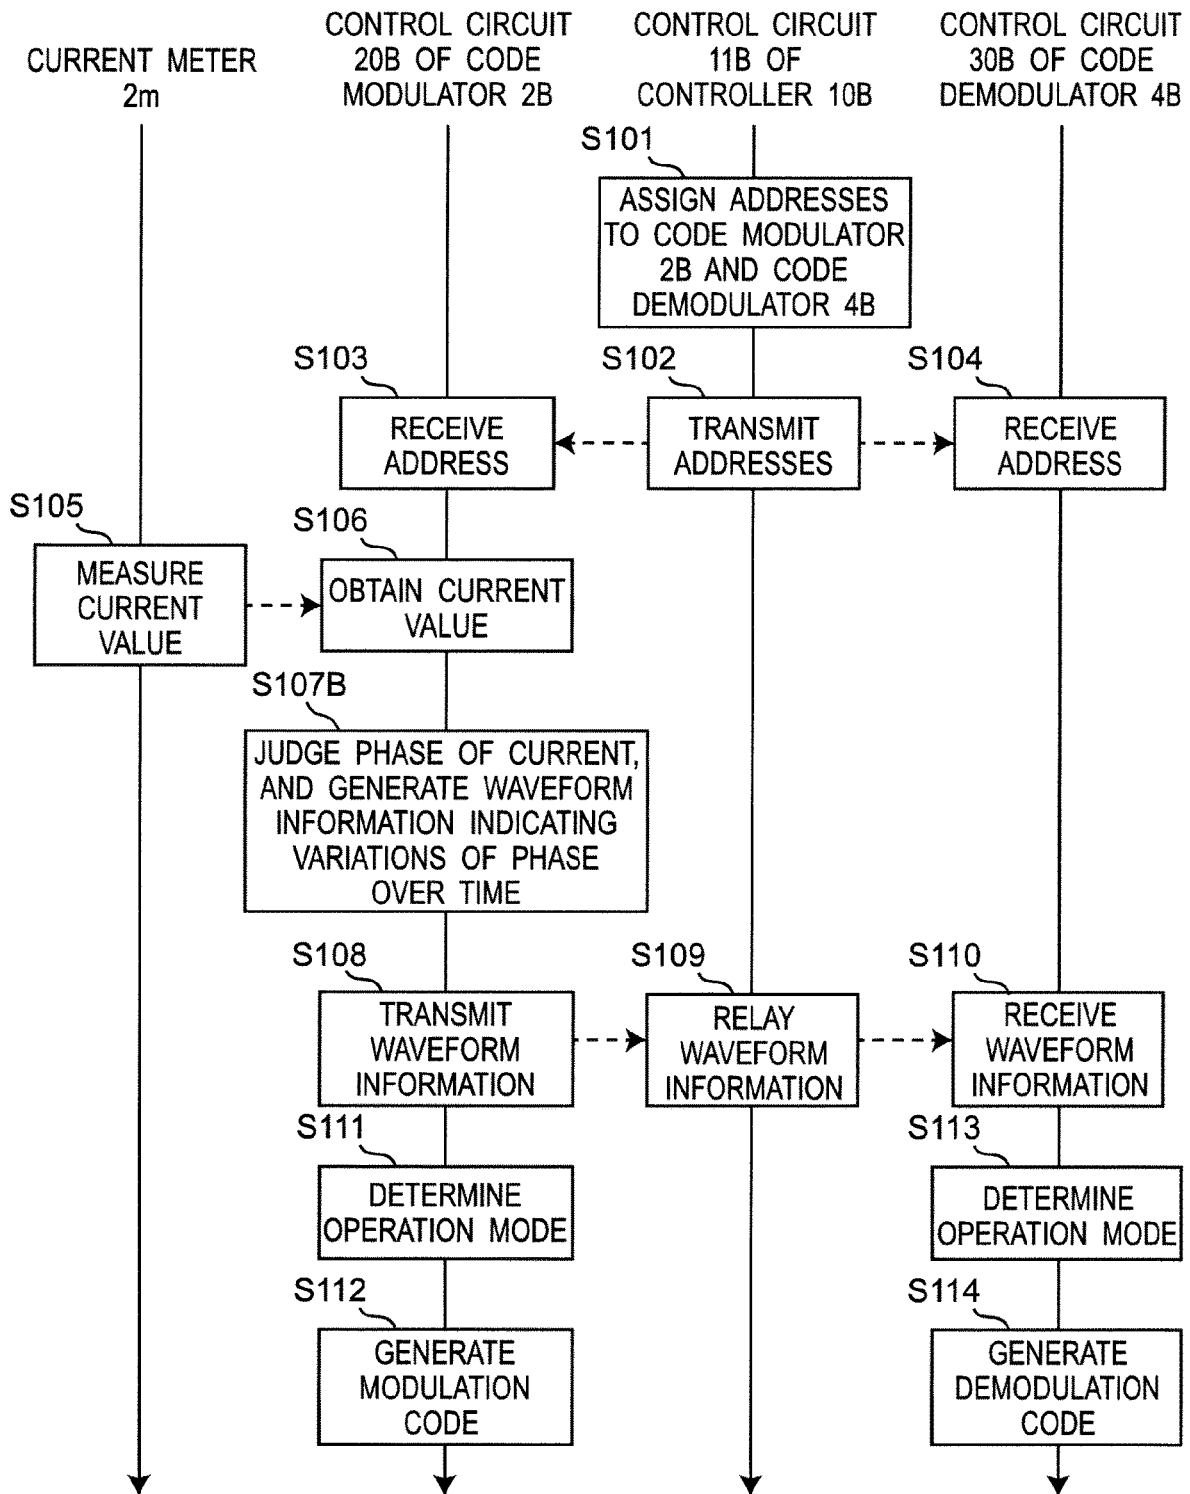 CURRENT METER
2m
CONTROL CIRCUIT
20B OF CODE
MODULATOR 2B
CONTROL CIRCUIT
11B OF
CONTROLLER 10B
CONTROL CIRCUIT
30B OF CODE
DEMODULATOR 4B
S101
ASSIGN ADDRESSES
TO CODE MODULATOR
2B AND CODE
DEMODULATOR 4B
S103
RECEIVE
ADDRESS
S102
TRANSMIT
ADDRESSES
S104
RECEIVE
ADDRESS
S105
MEASURE
CURRENT
VALUE
S106
OBTAIN CURRENT
VALUE
S107B
JUDGE PHASE OF CURRENT,
AND GENERATE WAVEFORM
INFORMATION INDICATING
VARIATIONS OF PHASE
OVER TIME
S108
TRANSMIT
WAVEFORM
INFORMATION
S109
RELAY
WAVEFORM
INFORMATION
S110
RECEIVE
WAVEFORM
INFORMATION
S111
DETERMINE
OPERATION MODE
S113
DETERMINE
OPERATION MODE
S112
GENERATE
MODULATION
CODE
S114
GENERATE
DEMODULATION
CODE